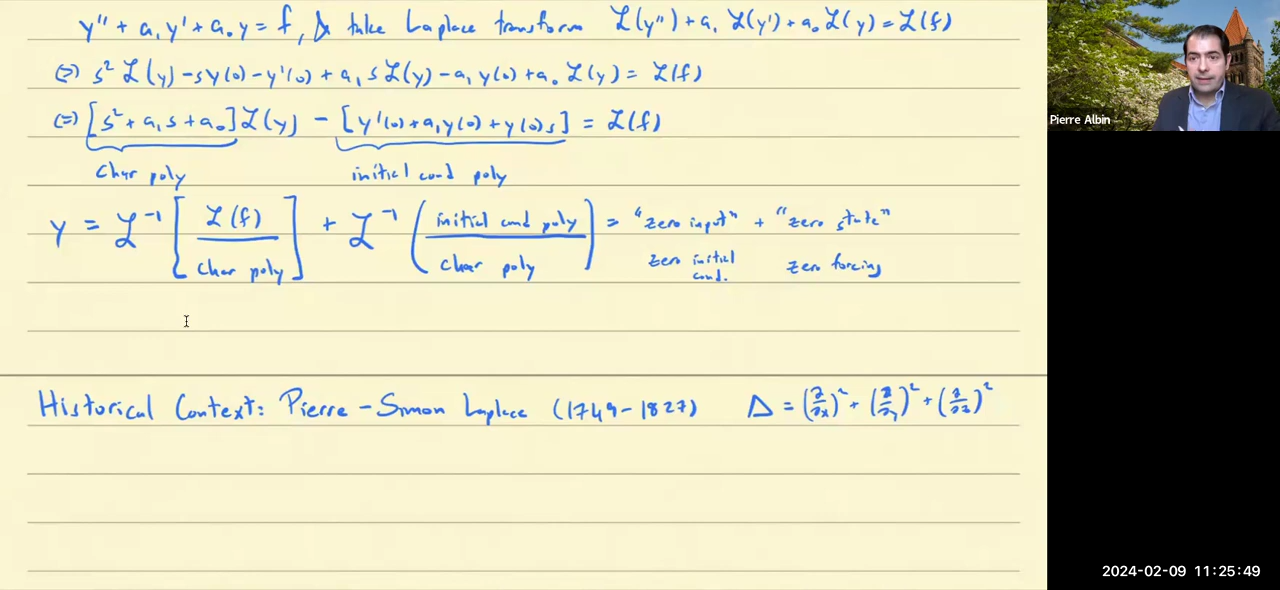 y'' + a₁y' + a₀y = f, & take Laplace transform ℒ(y'') + a₁ ℒ(y') + a₀ ℒ(y) = ℒ(f)
(=) s² ℒ(y) - sy(0) - y'(0) + a₁ s ℒ(y) - a₁ y(0) + a₀ ℒ(y) = ℒ(f)
(=) [s² + a₁s + a₀] ℒ(y) - [y'(0) + a₁y(0) + y(0)s] = ℒ(f)
char poly initial cond poly
y = ℒ⁻¹ [ ℒ(f) / char poly ] + ℒ⁻¹ ( initial cond poly / char poly ) = "zero input" + "zero state"
zero initial cond. zero forcing
Historical Context: Pierre-Simon Laplace (1749-1827) Δ = (∂/∂x)² + (∂/∂y)² + (∂/∂z)²
Pierre Albin
2024-02-09 11:25:49